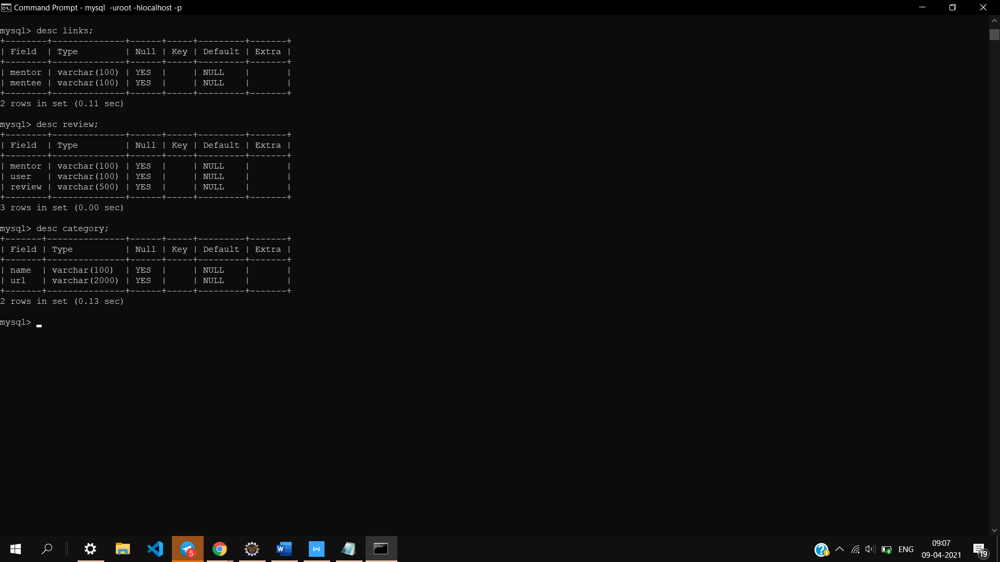 Command Prompt - mysql  -uroot -hlocalhost -p
mysql> desc links;
+--------+--------------+------+-----+---------+-------+
| Field  | Type         | Null | Key | Default | Extra |
+--------+--------------+------+-----+---------+-------+
| mentor | varchar(100) | YES  |     | NULL    |       |
| mentee | varchar(100) | YES  |     | NULL    |       |
+--------+--------------+------+-----+---------+-------+
2 rows in set (0.11 sec)
mysql> desc review;
+--------+--------------+------+-----+---------+-------+
| Field  | Type         | Null | Key | Default | Extra |
+--------+--------------+------+-----+---------+-------+
| mentor | varchar(100) | YES  |     | NULL    |       |
| user   | varchar(100) | YES  |     | NULL    |       |
| review | varchar(500) | YES  |     | NULL    |       |
+--------+--------------+------+-----+---------+-------+
3 rows in set (0.00 sec)
mysql> desc category;
+-------+---------------+------+-----+---------+-------+
| Field | Type          | Null | Key | Default | Extra |
+-------+---------------+------+-----+---------+-------+
| name  | varchar(100)  | YES  |     | NULL    |       |
| url   | varchar(2000) | YES  |     | NULL    |       |
+-------+---------------+------+-----+---------+-------+
2 rows in set (0.13 sec)
mysql> _
5
ENG
09:07
09-04-2021
19